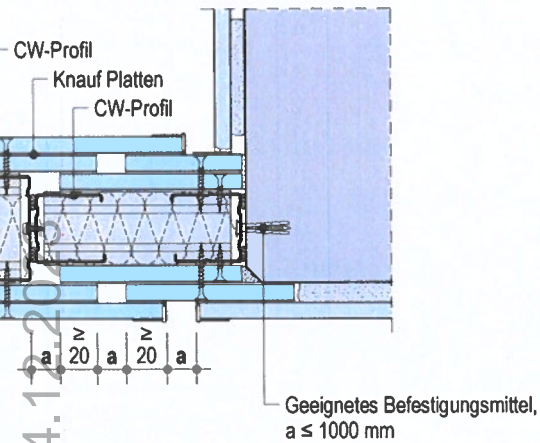 CW-Profil
Knauf Platten
CW-Profil
a ≥ 20 a ≥ 20 a
Geeignetes Befestigungsmittel,
a ≤ 1000 mm